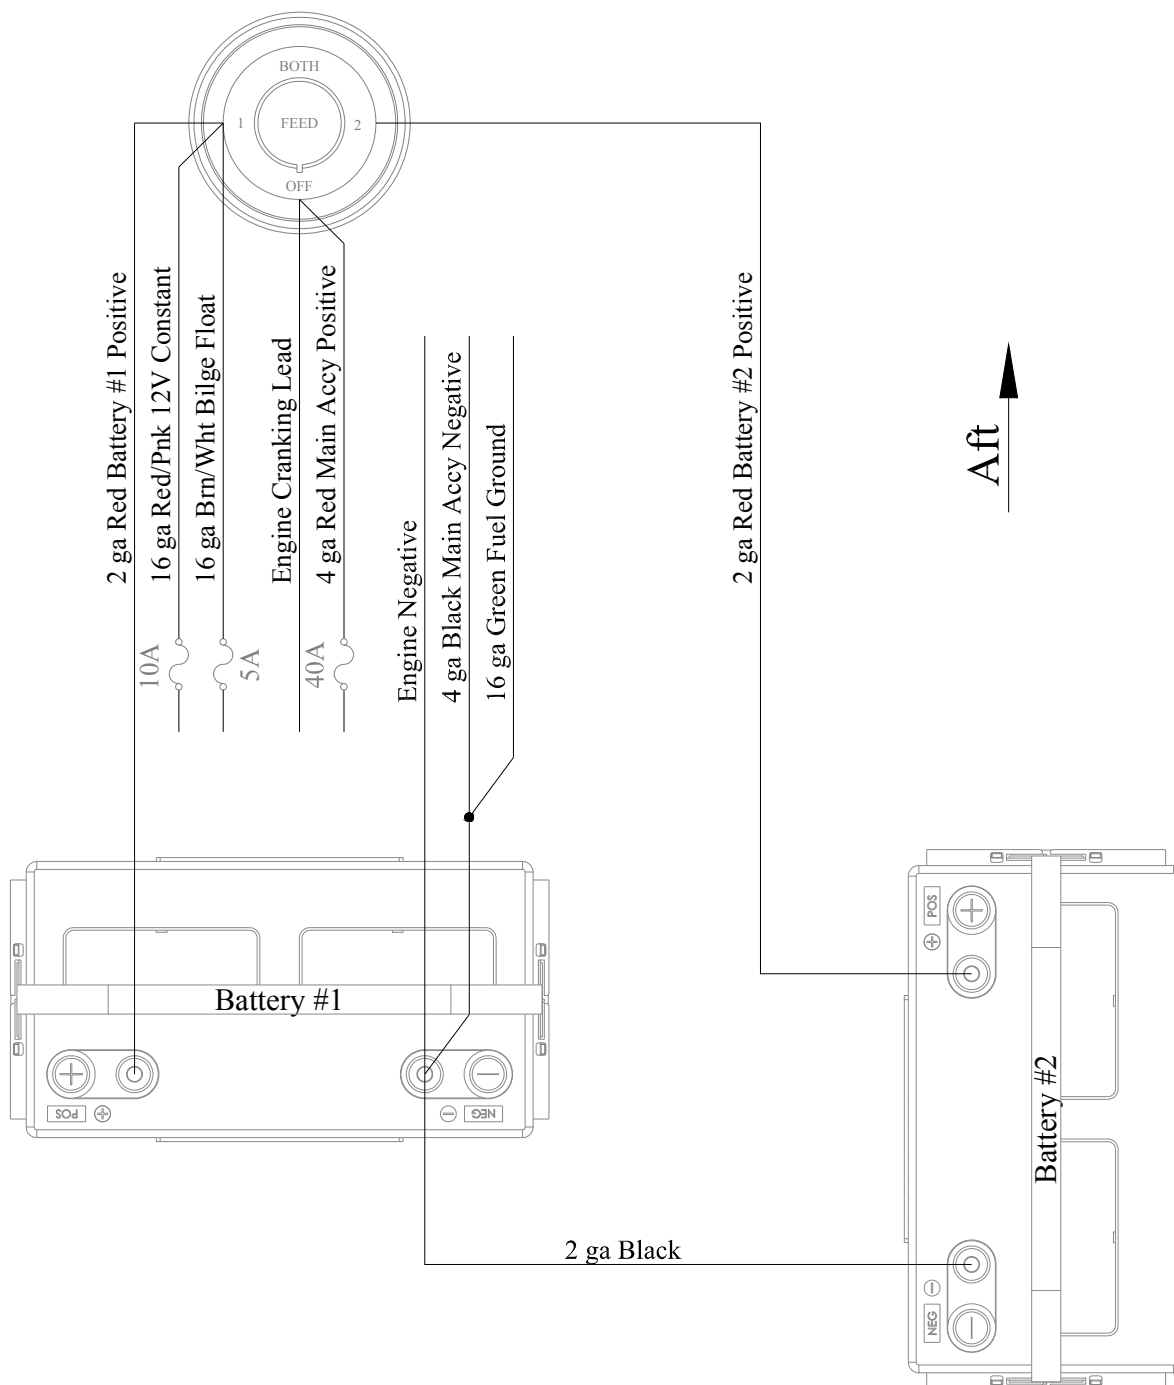 BOTH
1
FEED
2
OFF
2 ga Red Battery #1 Positive
16 ga Red/Pnk 12V Constant
16 ga Brn/Wht Bilge Float
Engine Cranking Lead
4 ga Red Main Accy Positive
Engine Negative
4 ga Black Main Accy Negative
16 ga Green Fuel Ground
2 ga Red Battery #2 Positive
Aft
10A
5A
40A
Battery #1
POS
+
+
NEG
POS
+
+
Battery #2
2 ga Black
NEG